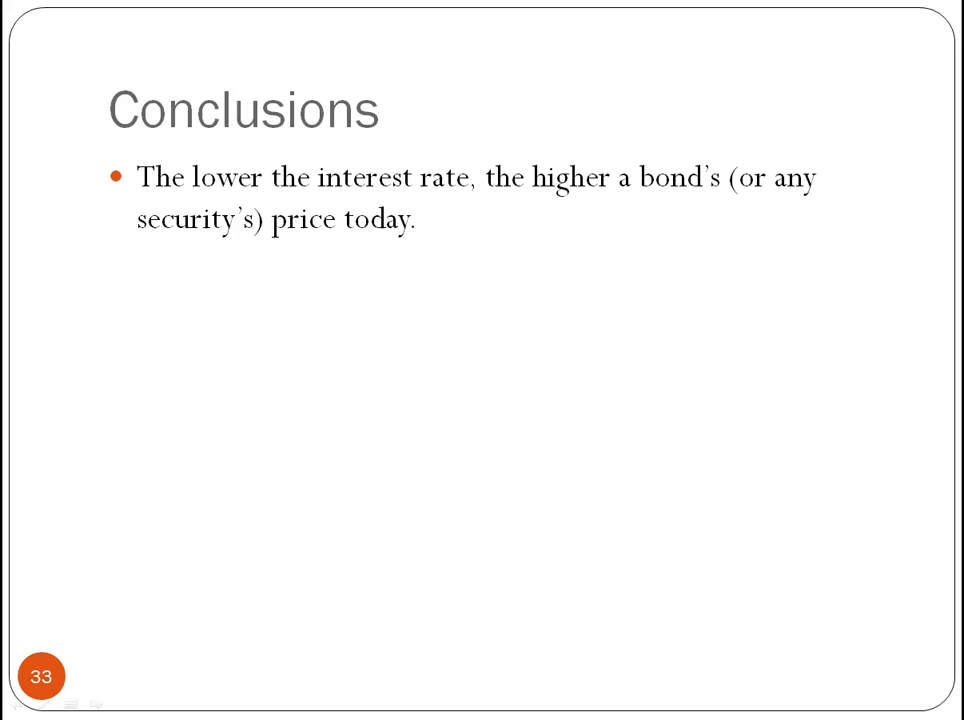 Conclusions
• The lower the interest rate, the higher a bond’s (or any
security’s) price today.
33